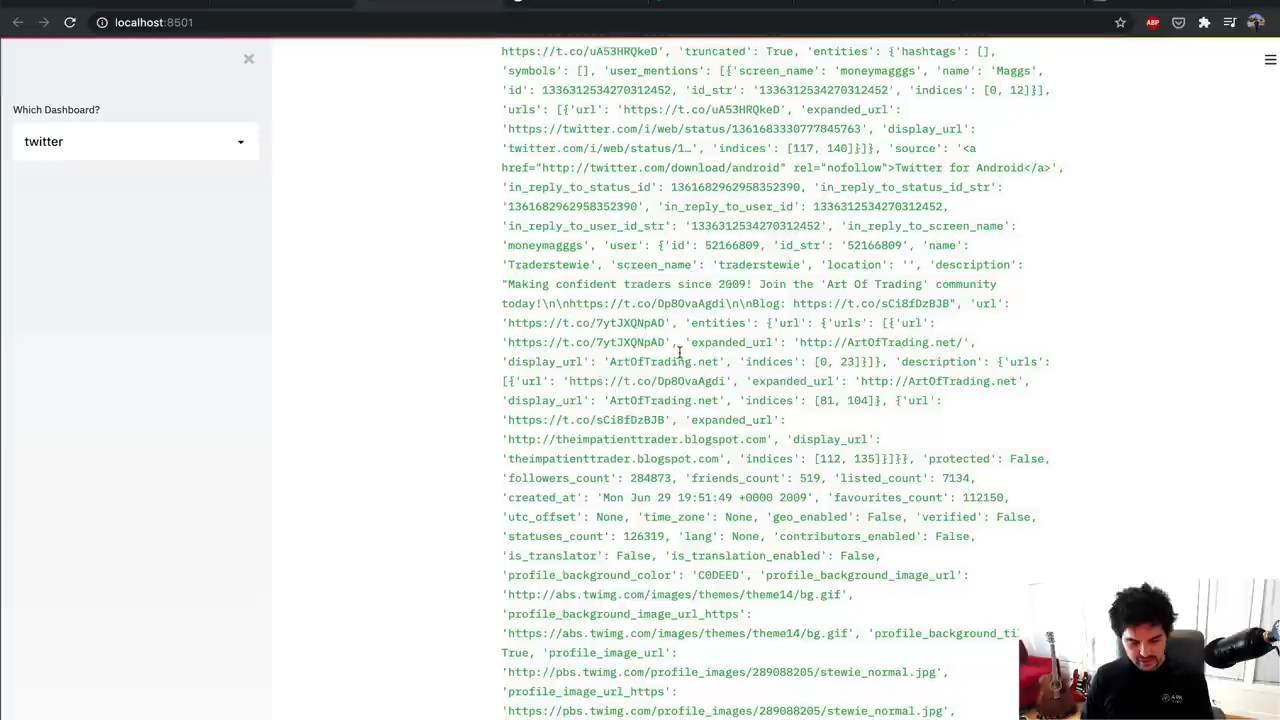 localhost:8501
ABP
Which Dashboard?
twitter
https://t.co/uA53HRQkeD', 'truncated': True, 'entities': {'hashtags': [],
'symbols': [], 'user_mentions': [{'screen_name': 'moneymagggs', 'name': 'Maggs',
'id': 1336312534270312452, 'id_str': '1336312534270312452', 'indices': [0, 12]}],
'urls': [{'url': 'https://t.co/uA53HRQkeD', 'expanded_url':
'https://twitter.com/i/web/status/1361683330777845763', 'display_url':
'twitter.com/i/web/status/1…', 'indices': [117, 140]}]}, 'source': '<a
href="http://twitter.com/download/android" rel="nofollow">Twitter for Android</a>',
'in_reply_to_status_id': 1361682962958352390, 'in_reply_to_status_id_str':
'1361682962958352390', 'in_reply_to_user_id': 1336312534270312452,
'in_reply_to_user_id_str': '1336312534270312452', 'in_reply_to_screen_name':
'moneymagggs', 'user': {'id': 52166809, 'id_str': '52166809', 'name':
'Traderstewie', 'screen_name': 'traderstewie', 'location': '', 'description':
"Making confident traders since 2009! Join the 'Art Of Trading' community
today!\n\nhttps://t.co/Dp8OvaAgdi\n\nBlog: https://t.co/sCi8fDzBJB", 'url':
'https://t.co/7ytJXQNpAD', 'entities': {'url': {'urls': [{'url':
'https://t.co/7ytJXQNpAD', 'expanded_url': 'http://ArtOfTrading.net/',
'display_url': 'ArtOfTrading.net', 'indices': [0, 23]}]}, 'description': {'urls':
[{'url': 'https://t.co/Dp8OvaAgdi', 'expanded_url': 'http://ArtOfTrading.net',
'display_url': 'ArtOfTrading.net', 'indices': [81, 104]}, {'url':
'https://t.co/sCi8fDzBJB', 'expanded_url':
'http://theimpatienttrader.blogspot.com', 'display_url':
'theimpatienttrader.blogspot.com', 'indices': [112, 135]}]}}, 'protected': False,
'followers_count': 284873, 'friends_count': 519, 'listed_count': 7134,
'created_at': 'Mon Jun 29 19:51:49 +0000 2009', 'favourites_count': 112150,
'utc_offset': None, 'time_zone': None, 'geo_enabled': False, 'verified': False,
'statuses_count': 126319, 'lang': None, 'contributors_enabled': False,
'is_translator': False, 'is_translation_enabled': False,
'profile_background_color': 'C0DEED', 'profile_background_image_url':
'http://abs.twimg.com/images/themes/theme14/bg.gif',
'profile_background_image_url_https':
'https://abs.twimg.com/images/themes/theme14/bg.gif', 'profile_background_ti
True, 'profile_image_url':
'http://pbs.twimg.com/profile_images/289088205/stewie_normal.jpg',
'profile_image_url_https':
'https://pbs.twimg.com/profile_images/289088205/stewie_normal.jpg',